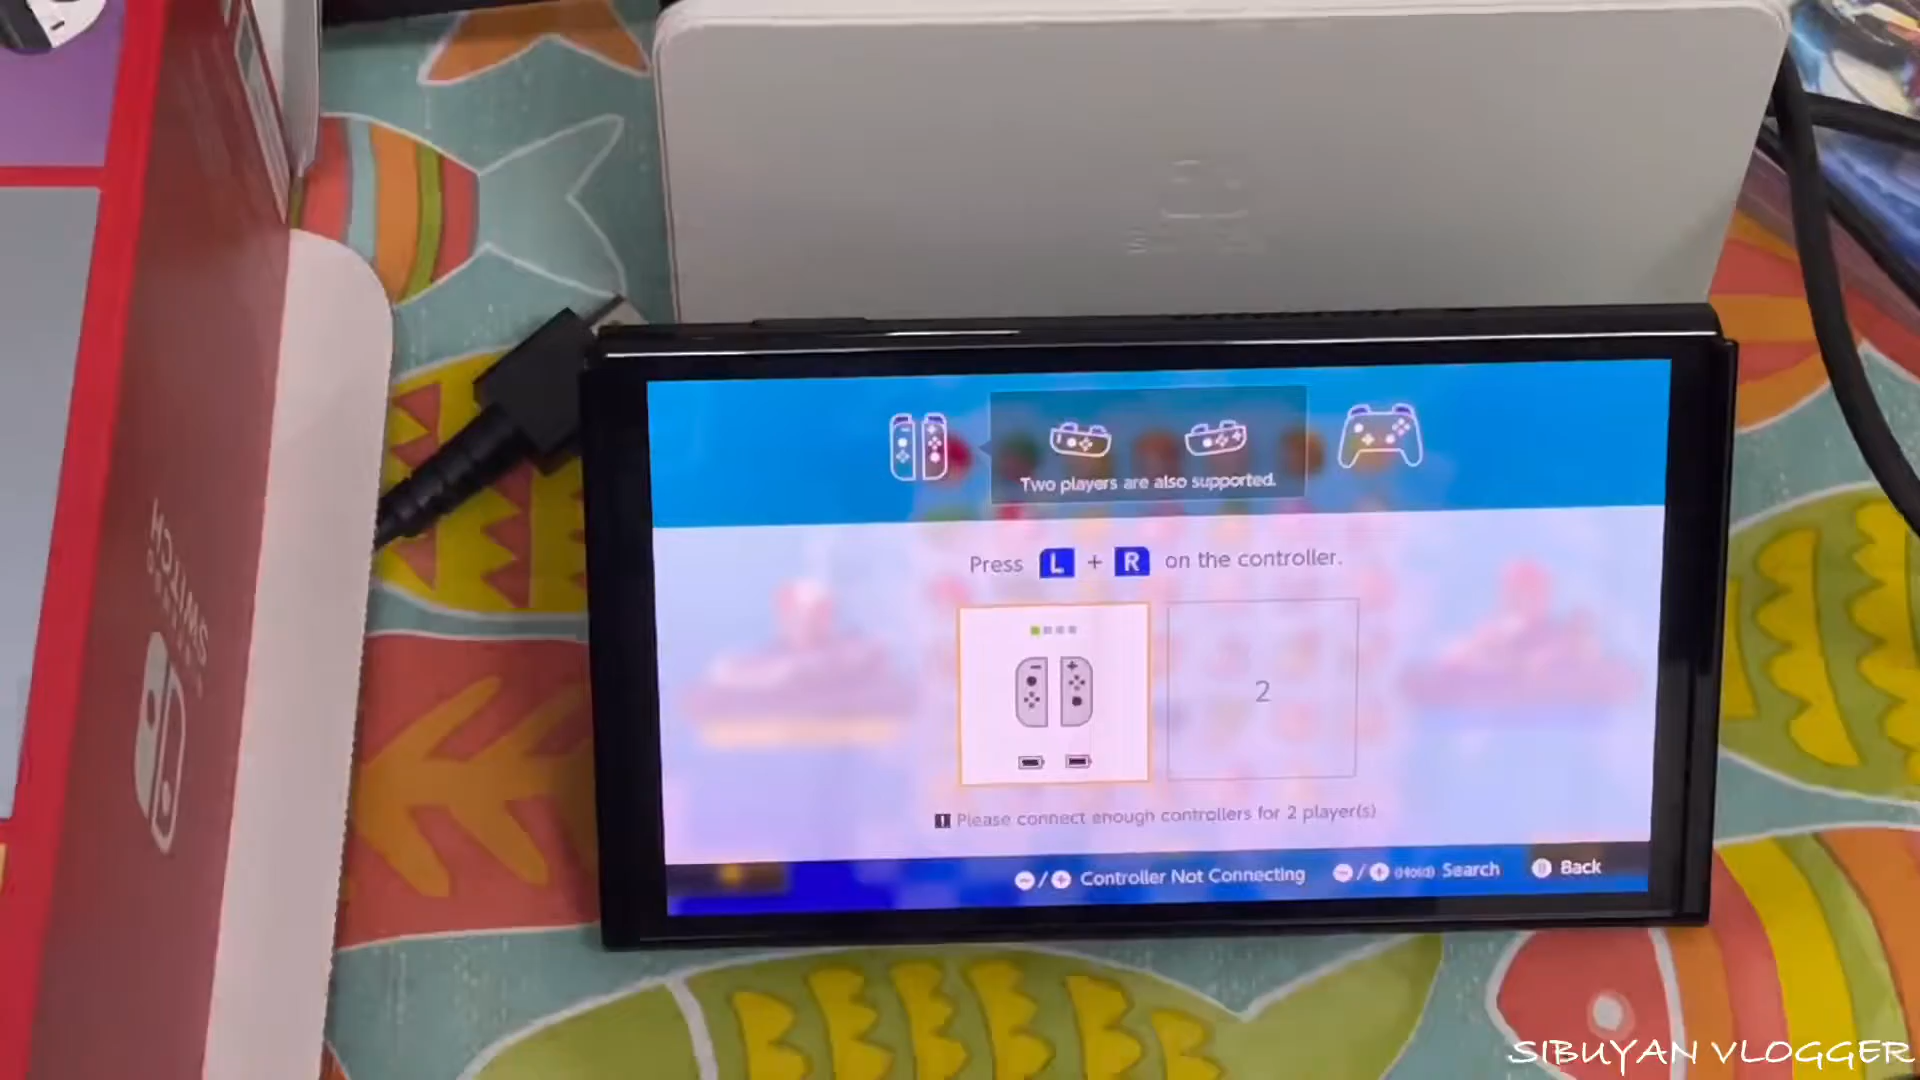 Two players are also supported.
Press L + R on the controller.
2
Please connect enough controllers for 2 player(s)
-/+ Controller Not Connecting -/+ (Hold) Search B Back
SWITCH
SIBUYAN VLOGGER